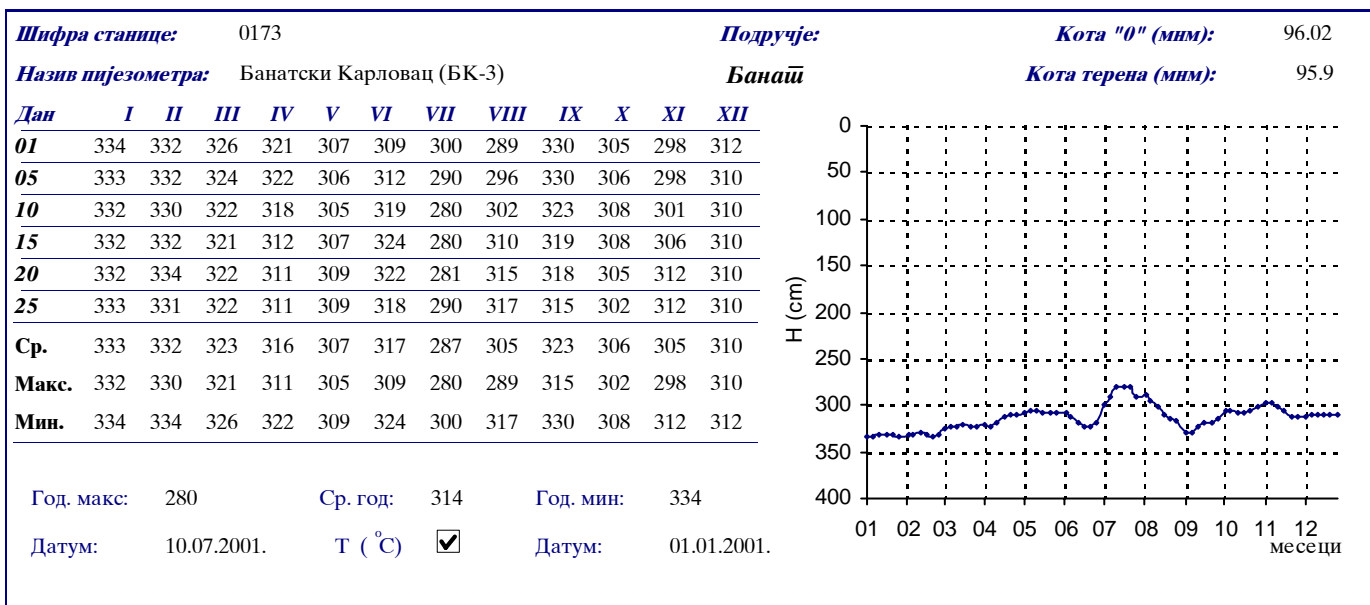 Шифра станице: 0173 Подручје: Кота "0" (мнм): 96.02
Назив пијезометра: Банатски Карловац (БК-3) Банат Кота терена (мнм): 95.9
Дан I II III IV V VI VII VIII IX X XI XII
01 334 332 326 321 307 309 300 289 330 305 298 312
05 333 332 324 322 306 312 290 296 330 306 298 310
10 332 330 322 318 305 319 280 302 323 308 301 310
15 332 332 321 312 307 324 280 310 319 308 306 310
20 332 334 322 311 309 322 281 315 318 305 312 310
25 333 331 322 311 309 318 290 317 315 302 312 310
Ср. 333 332 323 316 307 317 287 305 323 306 305 310
Макс. 332 330 321 311 305 309 280 289 315 302 298 310
Мин. 334 334 326 322 309 324 300 317 330 308 312 312
Год. макс: 280 Ср. год: 314 Год. мин: 334
Датум: 10.07.2001. Т (°C) Датум: 01.01.2001.
H (cm)
0
50
100
150
200
250
300
350
400
01 02 03 04 05 06 07 08 09 10 11 12
месеци